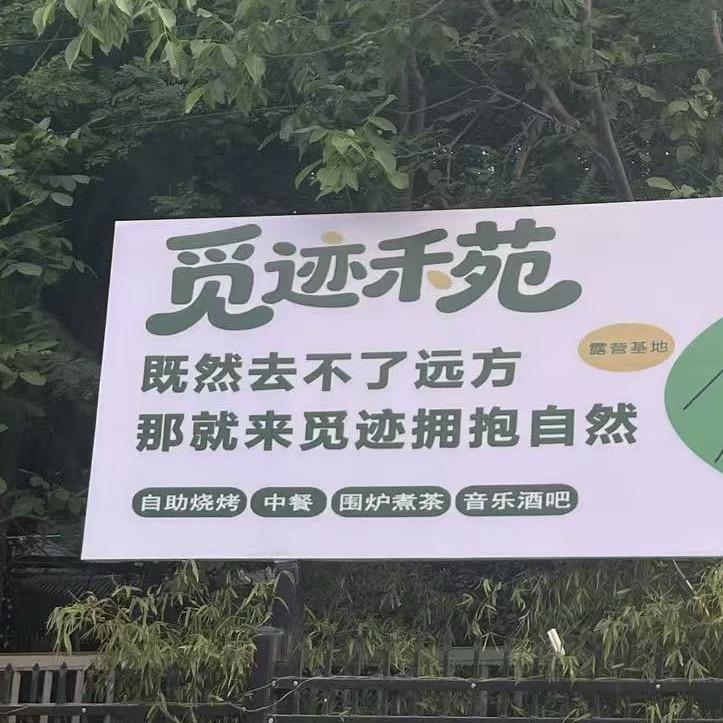 觅迹禾苑
露营基地
既然去不了远方
那就来觅迹拥抱自然
自助烧烤 中餐 围炉煮茶 音乐酒吧